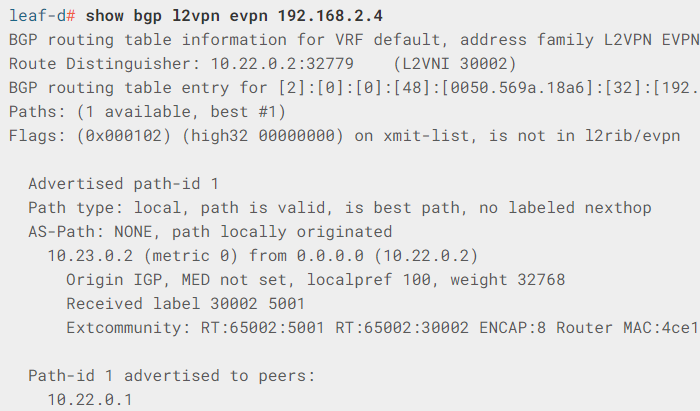 leaf-d# show bgp l2vpn evpn 192.168.2.4
BGP routing table information for VRF default, address family L2VPN EVPN
Route Distinguisher: 10.22.0.2:32779    (L2VNI 30002)
BGP routing table entry for [2]:[0]:[0]:[48]:[0050.569a.18a6]:[32]:[192.
Paths: (1 available, best #1)
Flags: (0x000102) (high32 00000000) on xmit-list, is not in l2rib/evpn
Advertised path-id 1
Path type: local, path is valid, is best path, no labeled nexthop
AS-Path: NONE, path locally originated
10.23.0.2 (metric 0) from 0.0.0.0 (10.22.0.2)
Origin IGP, MED not set, localpref 100, weight 32768
Received label 30002 5001
Extcommunity: RT:65002:5001 RT:65002:30002 ENCAP:8 Router MAC:4ce1
Path-id 1 advertised to peers:
10.22.0.1